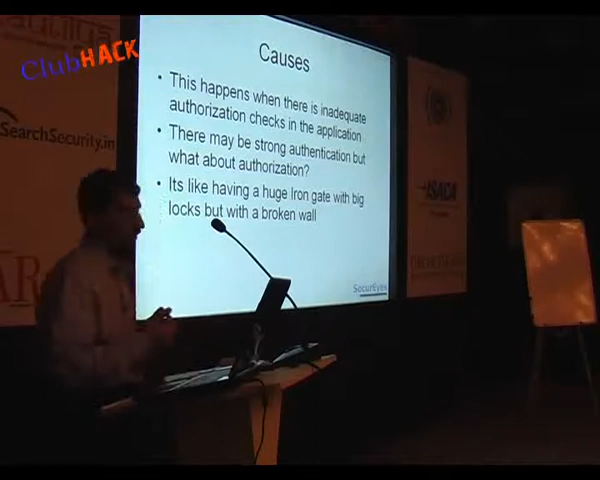 ClubHACK
Causes
• This happens when there is inadequate
authorization checks in the application
• There may be strong authentication but
what about authorization?
• Its like having a huge Iron gate with big
locks but with a broken wall
SecurEyes
SearchSecurity.in
ISACA